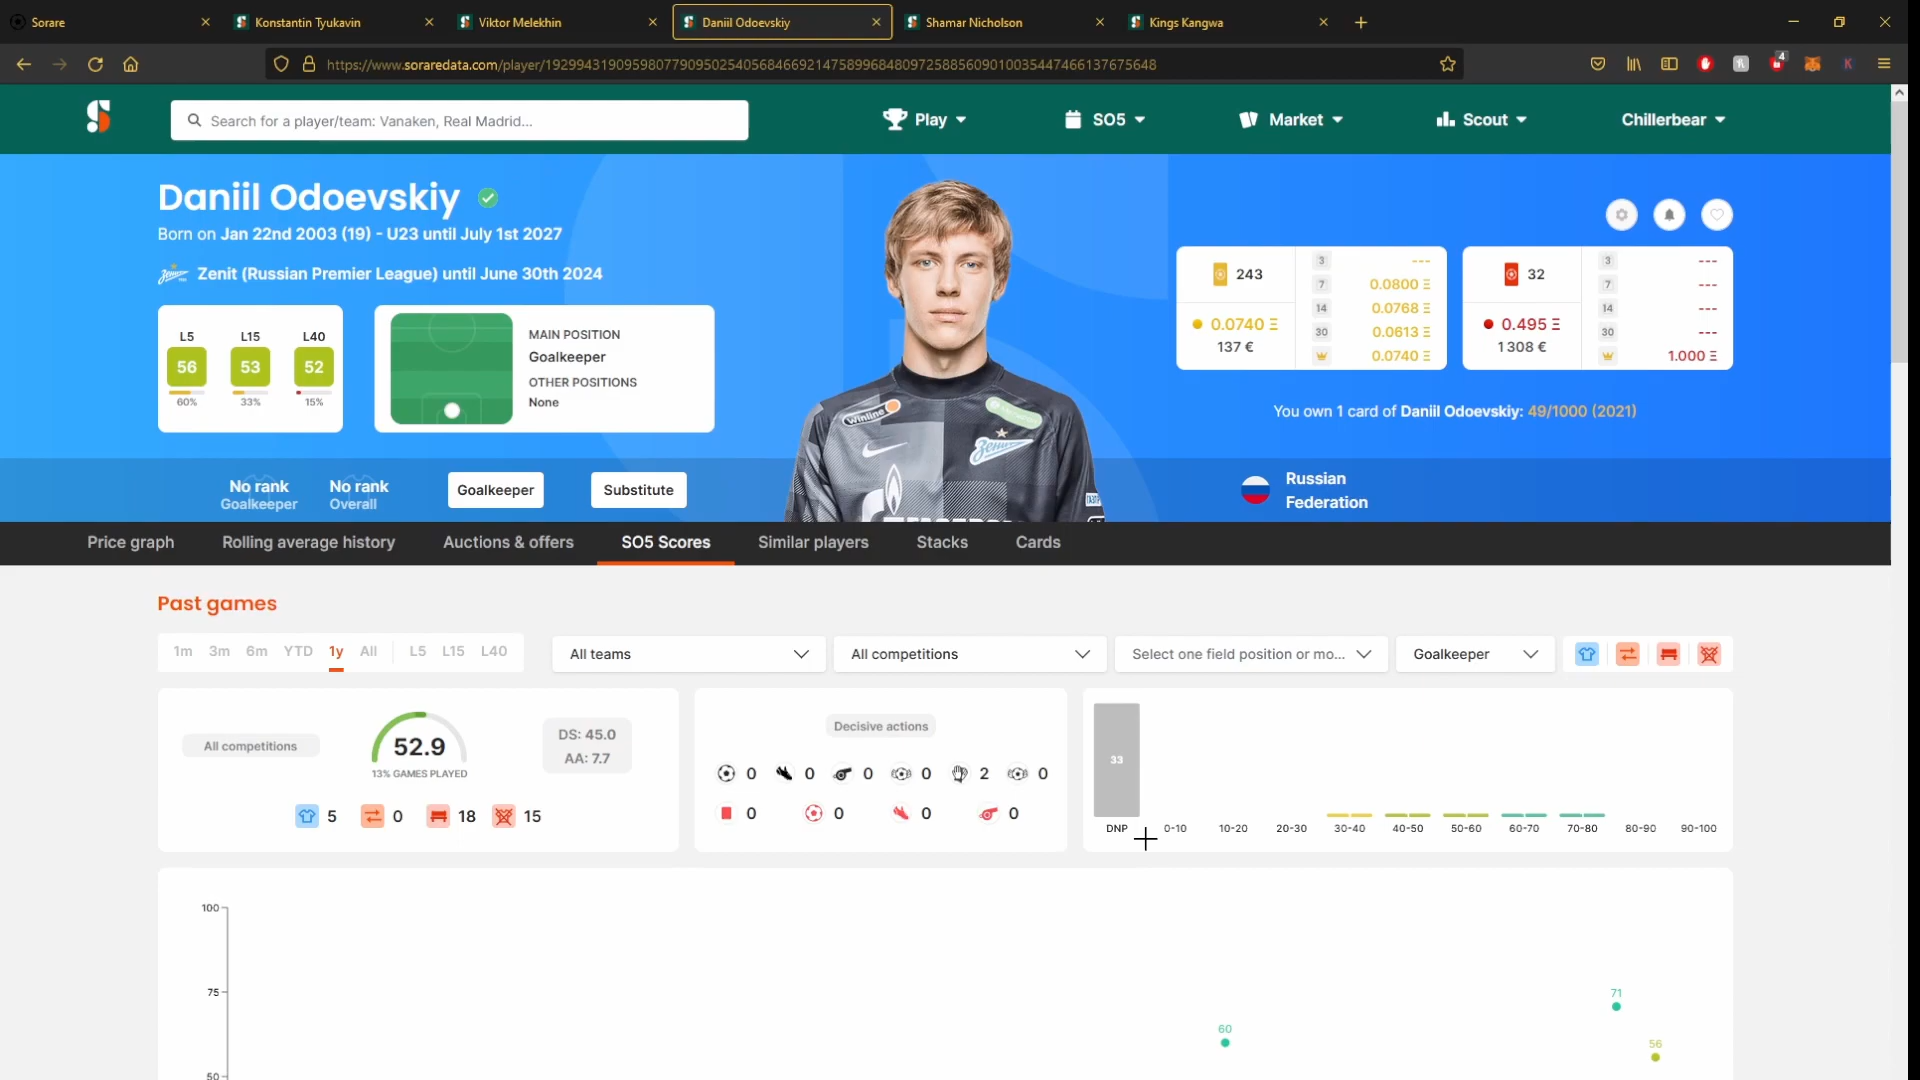 Sorare
Konstantin Tyukavin
Viktor Melekhin
Daniil Odoevskiy
Shamar Nicholson
Kings Kangwa
https://www.soraredata.com/player/19299431909598077909502540568466921475899684809725885609010035447466137675648
4
K
Search for a player/team: Vanaken, Real Madrid...
Play
SO5
Market
Scout
Chillerbear
Daniil Odoevskiy
Born on Jan 22nd 2003 (19) - U23 until July 1st 2027
Zenit (Russian Premier League) until June 30th 2024
L5 L15 L40
56 53 52
60% 33% 15%
MAIN POSITION
Goalkeeper
OTHER POSITIONS
None
243
0.0740 Ξ
137 €
3 ---
7 0.0800 Ξ
14 0.0768 Ξ
30 0.0613 Ξ
0.0740 Ξ
32
0.495 Ξ
1 308 €
3 ---
7 ---
14 ---
30 ---
1.000 Ξ
You own 1 card of Daniil Odoevskiy: 49/1000 (2021)
Winline
Зенит
No rank
Goalkeeper
No rank
Overall
Goalkeeper
Substitute
Russian
Federation
Price graph
Rolling average history
Auctions & offers
SO5 Scores
Similar players
Stacks
Cards
Past games
1m 3m 6m YTD 1y All L5 L15 L40
All teams
All competitions
Select one field position or mo...
Goalkeeper
All competitions
52.9
13% GAMES PLAYED
DS: 45.0
AA: 7.7
5 0 18 15
Decisive actions
0 0 0 0 2 0
0 0 0 0
33
DNP 0-10 10-20 20-30 30-40 40-50 50-60 60-70 70-80 80-90 90-100
100
75
50
60
71
56